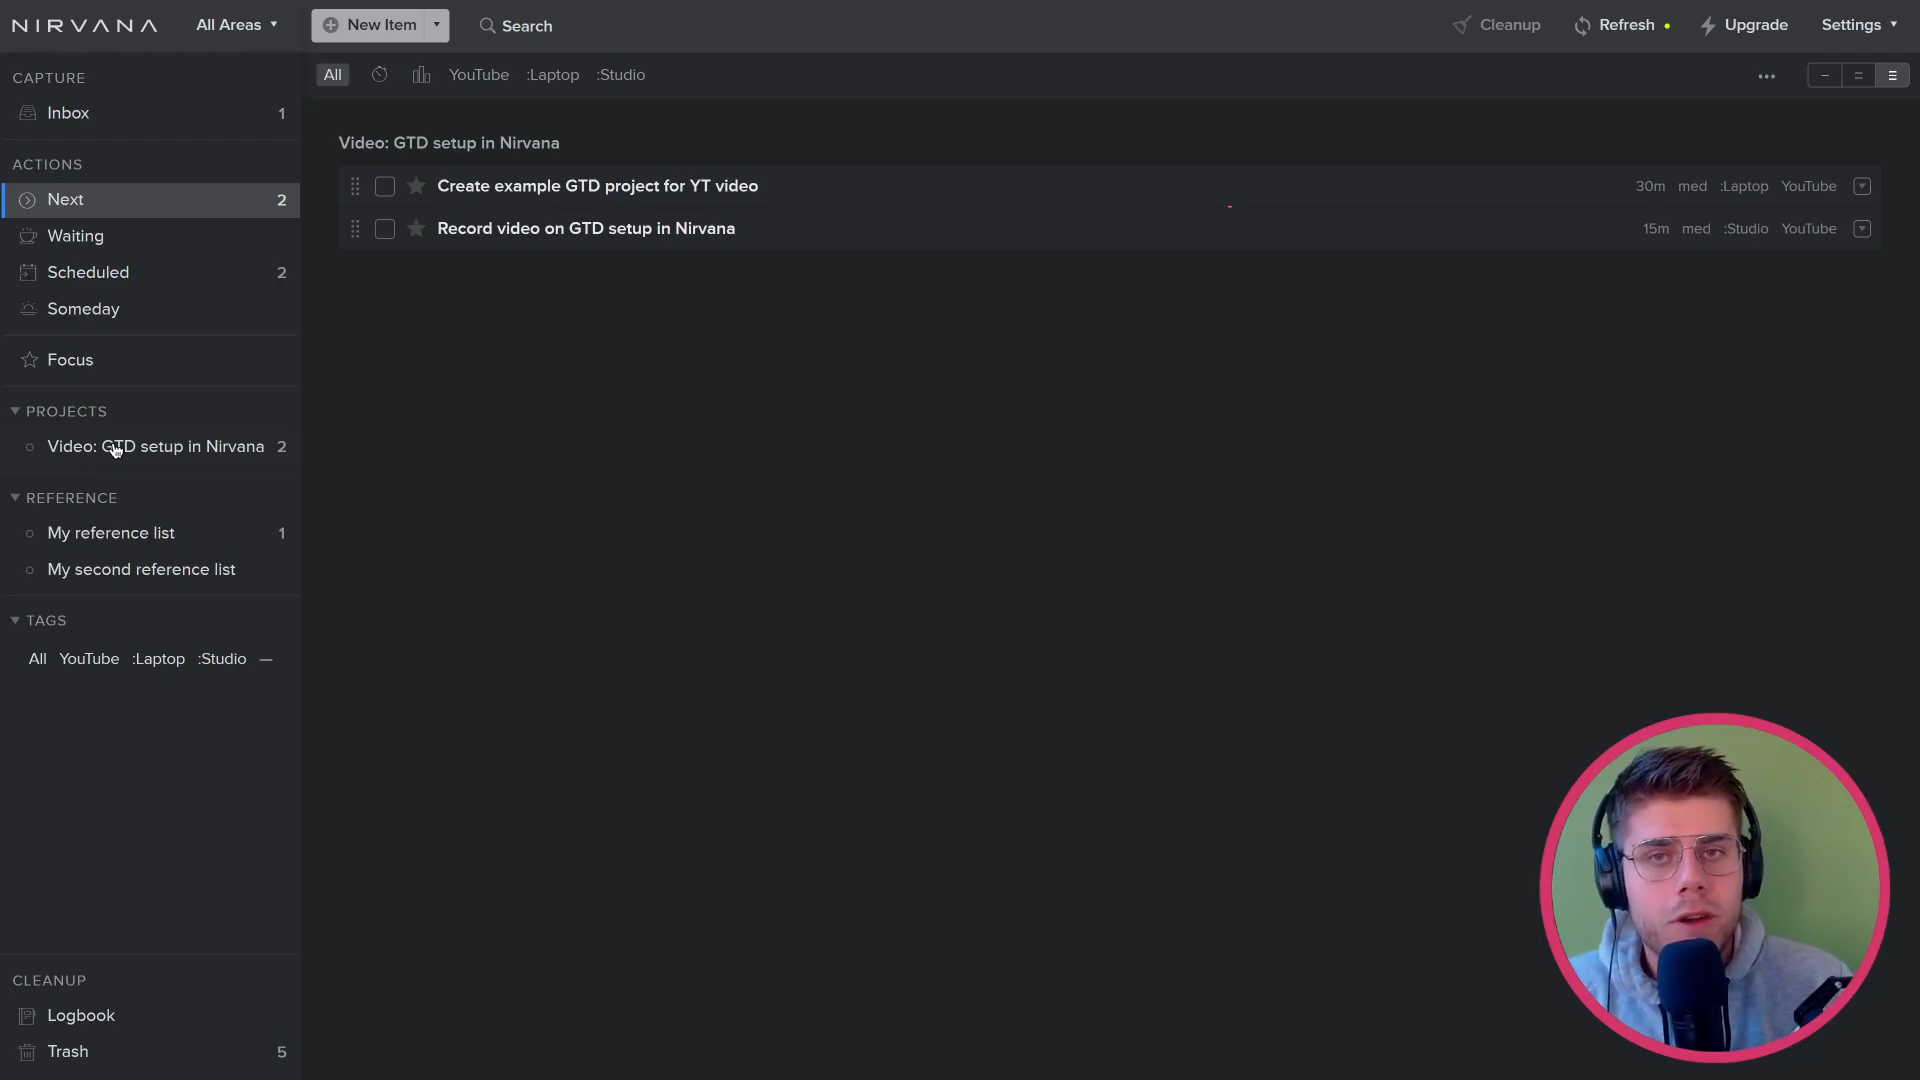 NIRVANA
All Areas
New Item
Search
Cleanup
Refresh
Upgrade
Settings
CAPTURE
Inbox 1
ACTIONS
Next 2
Waiting
Scheduled 2
Someday
Focus
PROJECTS
Video: GTD setup in Nirvana 2
REFERENCE
My reference list 1
My second reference list
TAGS
All YouTube :Laptop :Studio —
CLEANUP
Logbook
Trash 5
All YouTube :Laptop :Studio
Video: GTD setup in Nirvana
Create example GTD project for YT video 30m med :Laptop YouTube
Record video on GTD setup in Nirvana 15m med :Studio YouTube